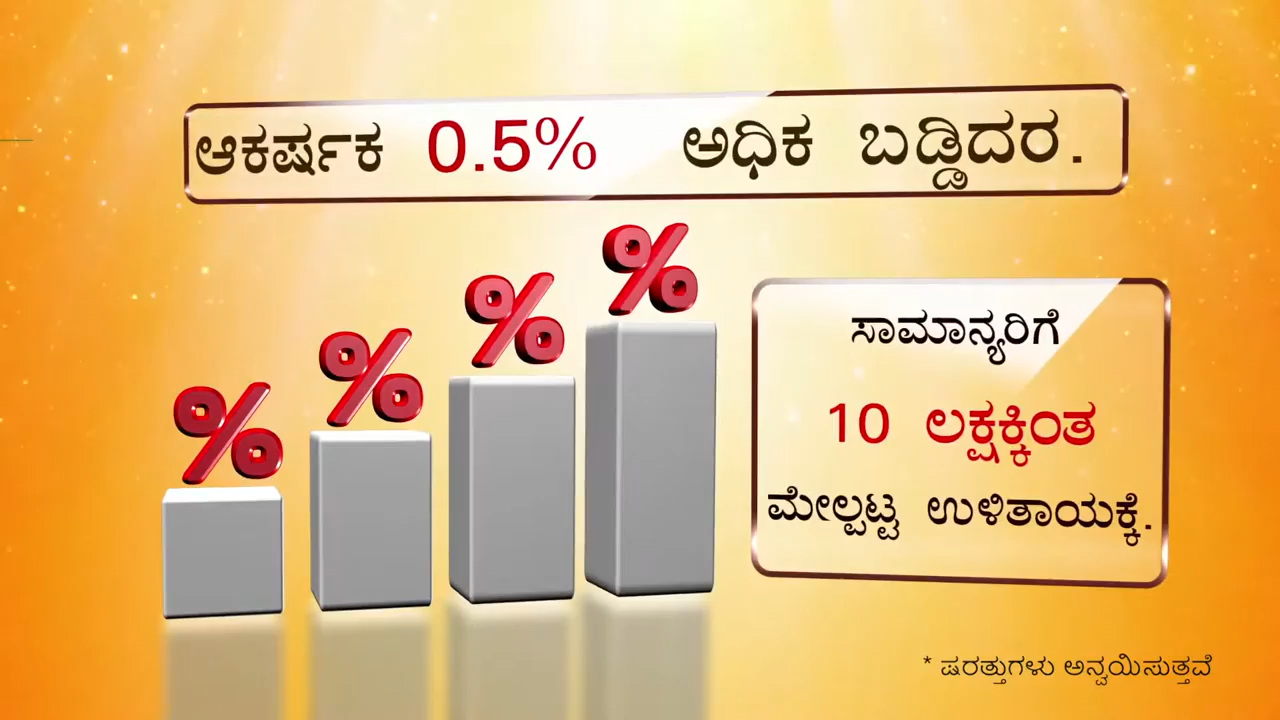 ಆಕರ್ಷಕ 0.5% ಅಧಿಕ ಬಡ್ಡಿದರ.
%
%
%
%
ಸಾಮಾನ್ಯರಿಗೆ
10 ಲಕ್ಷಕ್ಕಿಂತ
ಮೇಲ್ಪಟ್ಟ ಉಳಿತಾಯಕ್ಕೆ.
* ಷರತ್ತುಗಳು ಅನ್ವಯಿಸುತ್ತವೆ